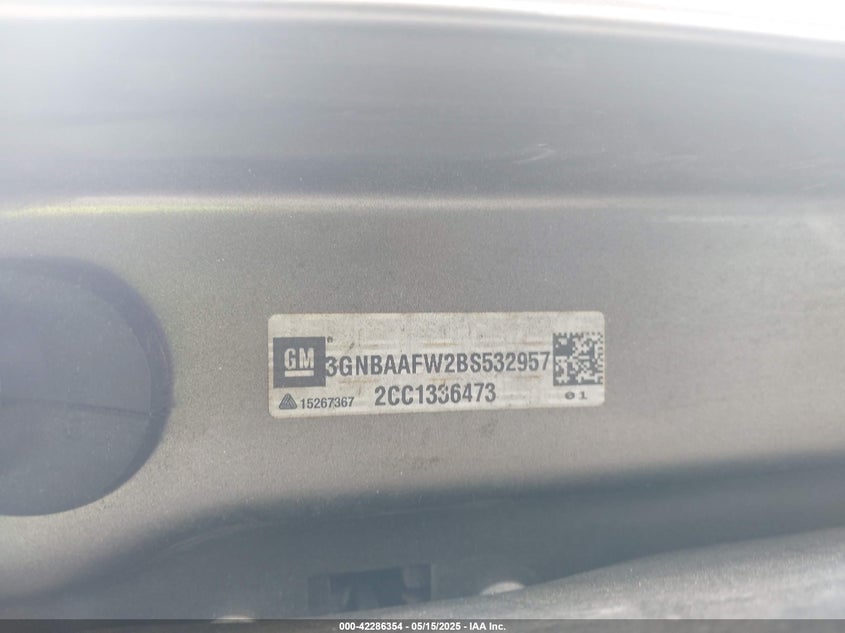 GM
3GNBAAFW2BS532957
15267367
2CC1336473
01
000-42286354 - 05/15/2025 - IAA Inc.